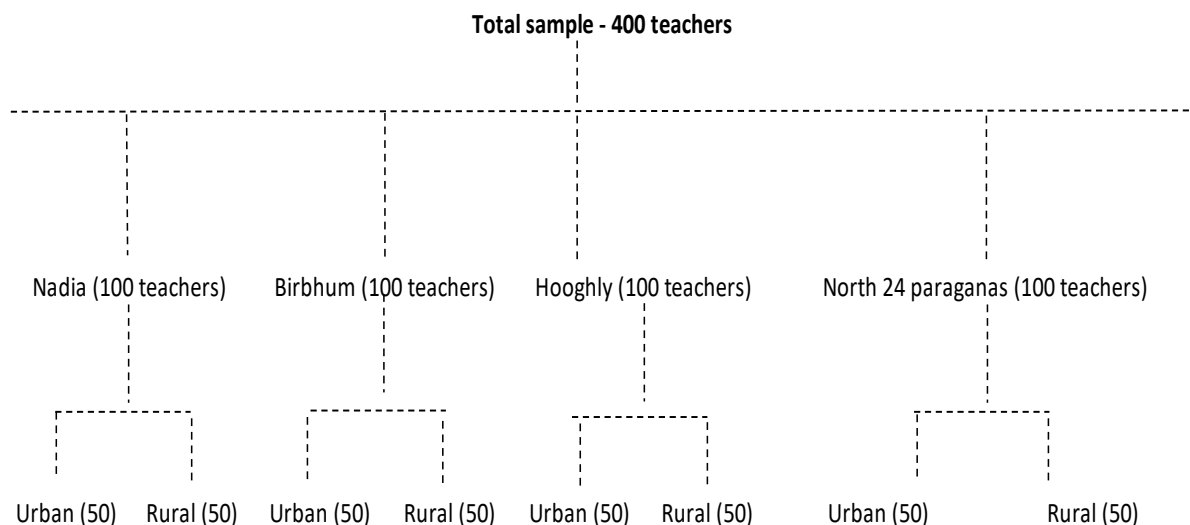 Total sample - 400 teachers
Nadia (100 teachers) Birbhum (100 teachers) Hooghly (100 teachers) North 24 paraganas (100 teachers)
Urban (50) Rural (50) Urban (50) Rural (50) Urban (50) Rural (50) Urban (50) Rural (50)